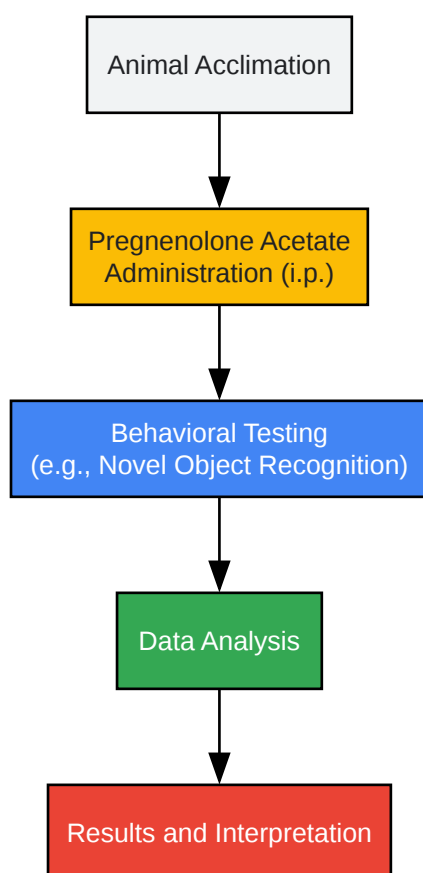 Animal Acclimation
Pregnenolone Acetate
Administration (i.p.)
Behavioral Testing
(e.g., Novel Object Recognition)
Data Analysis
Results and Interpretation